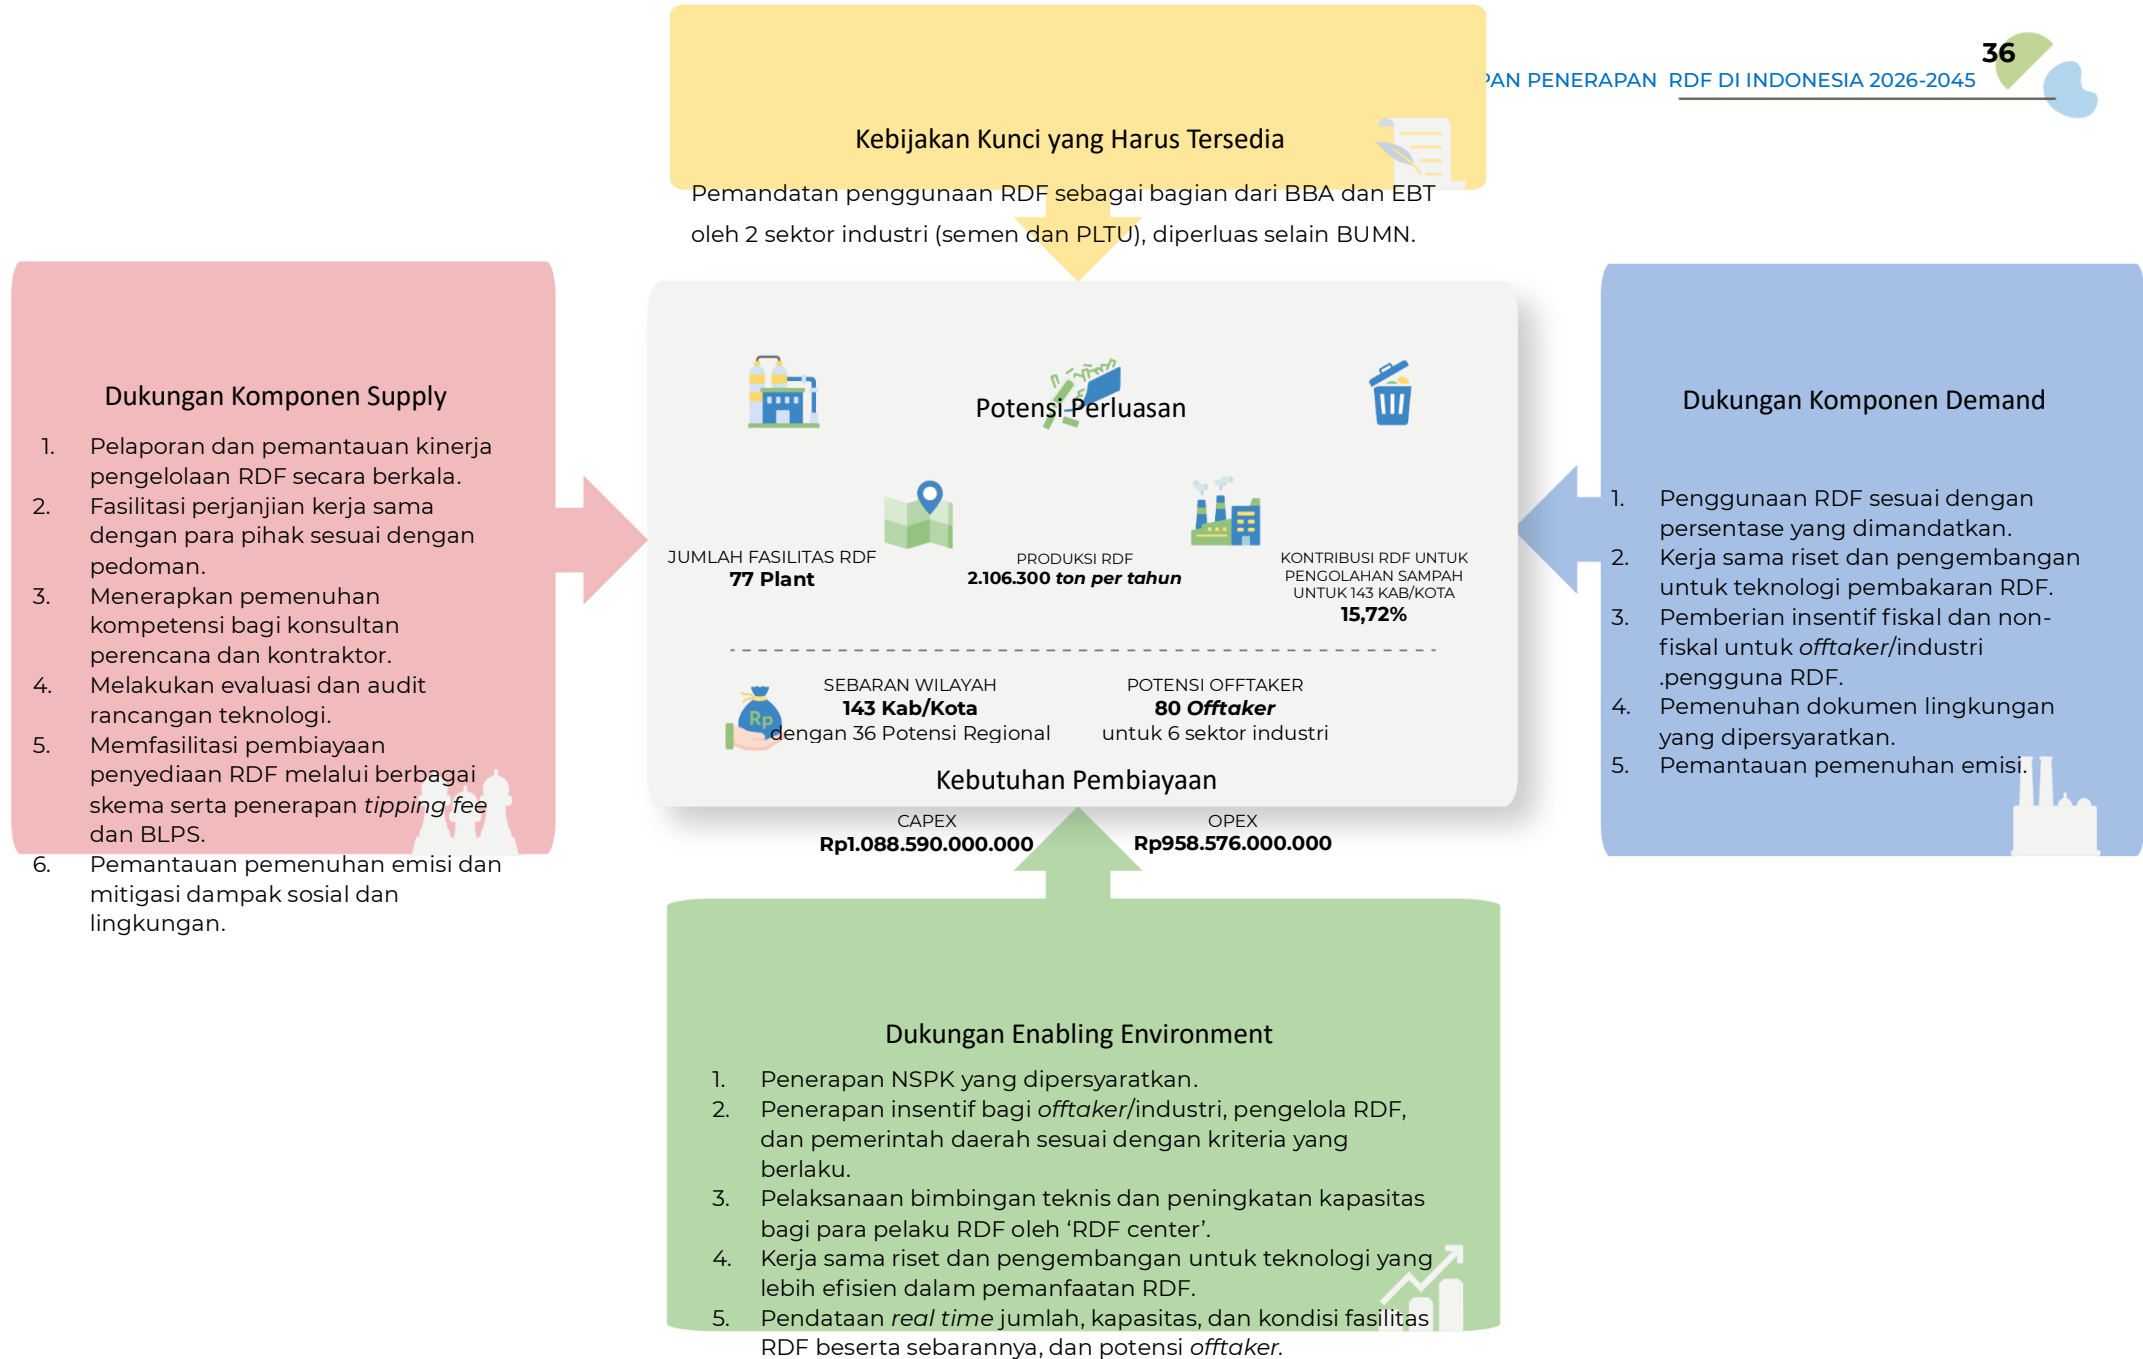 36
PAN PENERAPAN RDF DI INDONESIA 2026-2045
Kebijakan Kunci yang Harus Tersedia
Pemandatan penggunaan RDF sebagai bagian dari BBA dan EBT
oleh 2 sektor industri (semen dan PLTU), diperluas selain BUMN.
Dukungan Komponen Supply
1. Pelaporan dan pemantauan kinerja
pengelolaan RDF secara berkala.
2. Fasilitasi perjanjian kerja sama
dengan para pihak sesuai dengan
pedoman.
3. Menerapkan pemenuhan
kompetensi bagi konsultan
perencana dan kontraktor.
4. Melakukan evaluasi dan audit
rancangan teknologi.
5. Memfasilitasi pembiayaan
penyediaan RDF melalui berbagai
skema serta penerapan tipping fee
dan BLPS.
6. Pemantauan pemenuhan emisi dan
mitigasi dampak sosial dan
lingkungan.
Potensi Perluasan
JUMLAH FASILITAS RDF
77 Plant
PRODUKSI RDF
2.106.300 ton per tahun
KONTRIBUSI RDF UNTUK
PENGOLAHAN SAMPAH
UNTUK 143 KAB/KOTA
15,72%
SEBARAN WILAYAH
143 Kab/Kota
dengan 36 Potensi Regional
POTENSI OFFTAKER
80 Offtaker
untuk 6 sektor industri
Rp
Kebutuhan Pembiayaan
CAPEX
Rp1.088.590.000.000
OPEX
Rp958.576.000.000
Dukungan Komponen Demand
1. Penggunaan RDF sesuai dengan
persentase yang dimandatkan.
2. Kerja sama riset dan pengembangan
untuk teknologi pembakaran RDF.
3. Pemberian insentif fiskal dan non-
fiskal untuk offtaker/industri
.pengguna RDF.
4. Pemenuhan dokumen lingkungan
yang dipersyaratkan.
5. Pemantauan pemenuhan emisi.
Dukungan Enabling Environment
1. Penerapan NSPK yang dipersyaratkan.
2. Penerapan insentif bagi offtaker/industri, pengelola RDF,
dan pemerintah daerah sesuai dengan kriteria yang
berlaku.
3. Pelaksanaan bimbingan teknis dan peningkatan kapasitas
bagi para pelaku RDF oleh ‘RDF center’.
4. Kerja sama riset dan pengembangan untuk teknologi yang
lebih efisien dalam pemanfaatan RDF.
5. Pendataan real time jumlah, kapasitas, dan kondisi fasilitas
RDF beserta sebarannya, dan potensi offtaker.